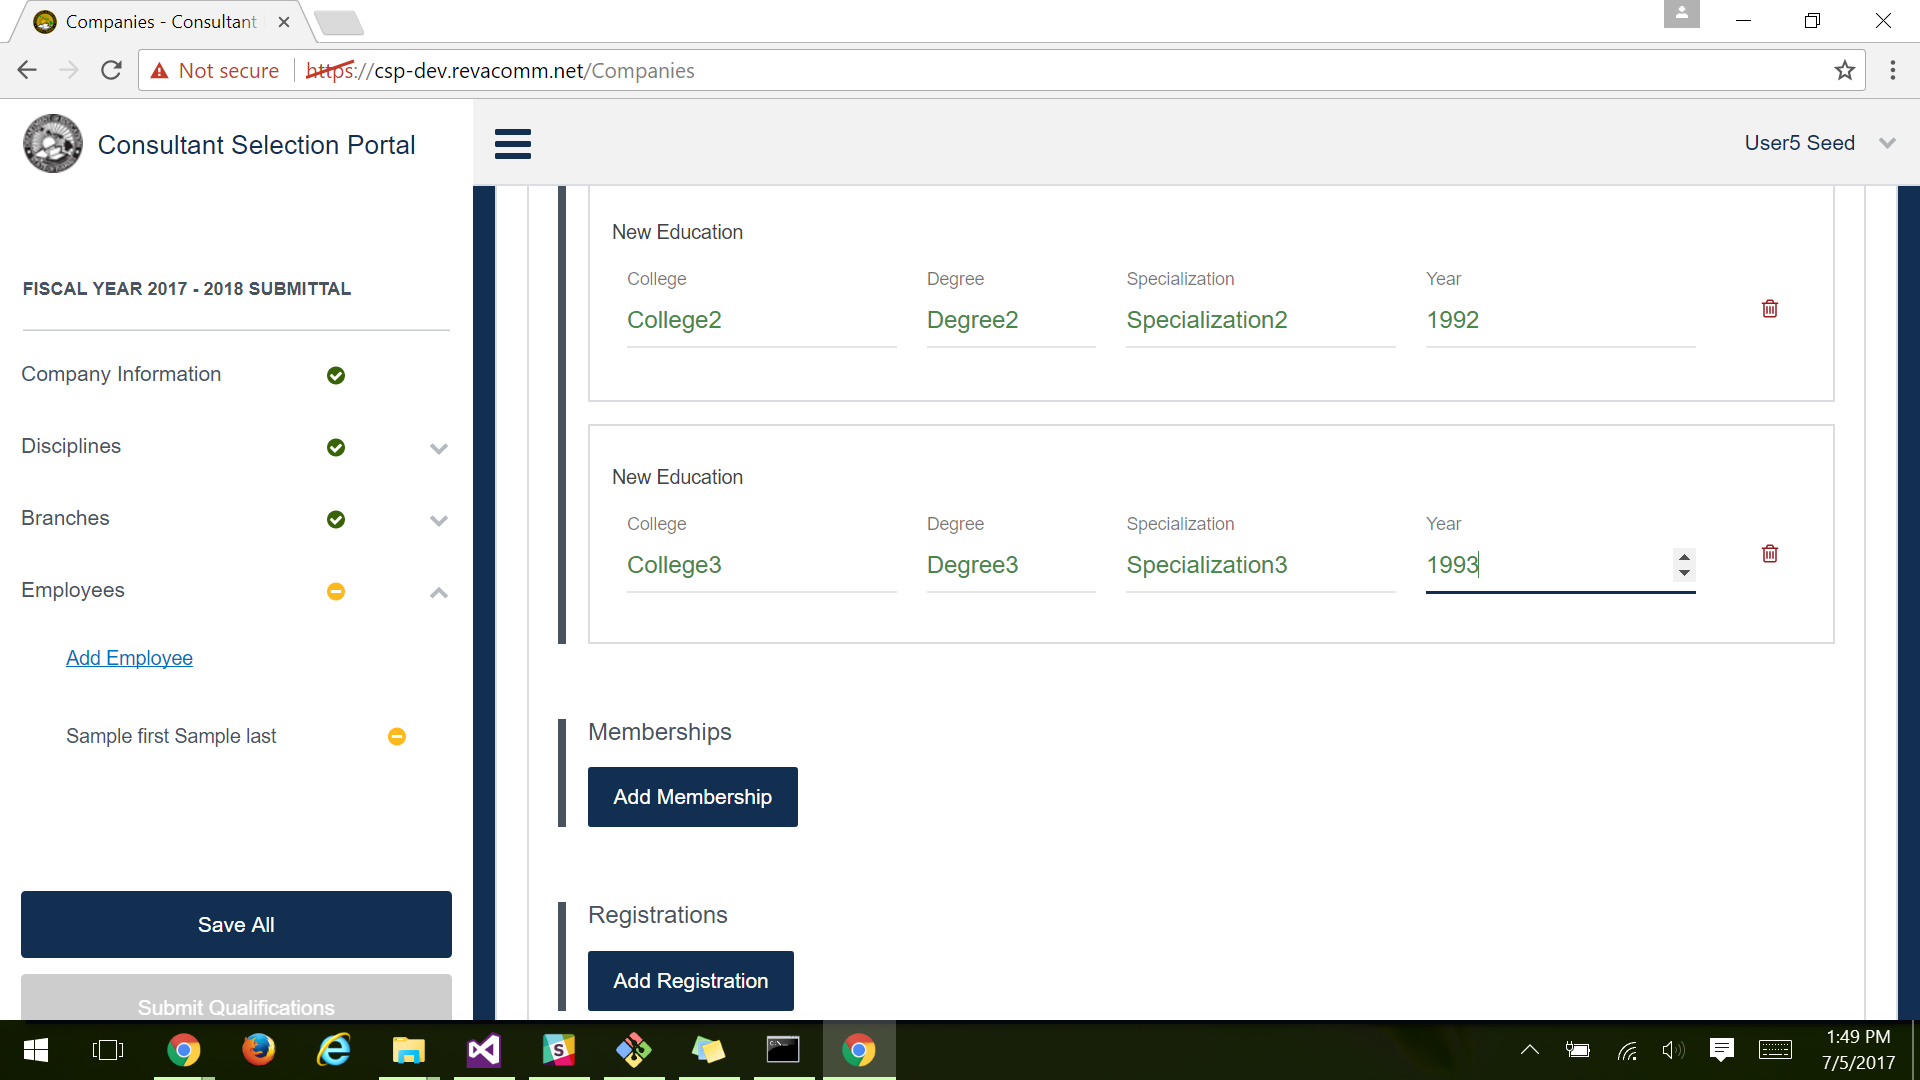 Companies - Consultant
Not secure
https://csp-dev.revacomm.net/Companies
Consultant Selection Portal
User5 Seed
FISCAL YEAR 2017 - 2018 SUBMITTAL
Company Information
Disciplines
Branches
Employees
Add Employee
Sample first Sample last
Save All
Submit Qualifications
New Education
College Degree Specialization Year
College2 Degree2 Specialization2 1992
New Education
College Degree Specialization Year
College3 Degree3 Specialization3 1993
Memberships
Add Membership
Registrations
Add Registration
1:49 PM
7/5/2017